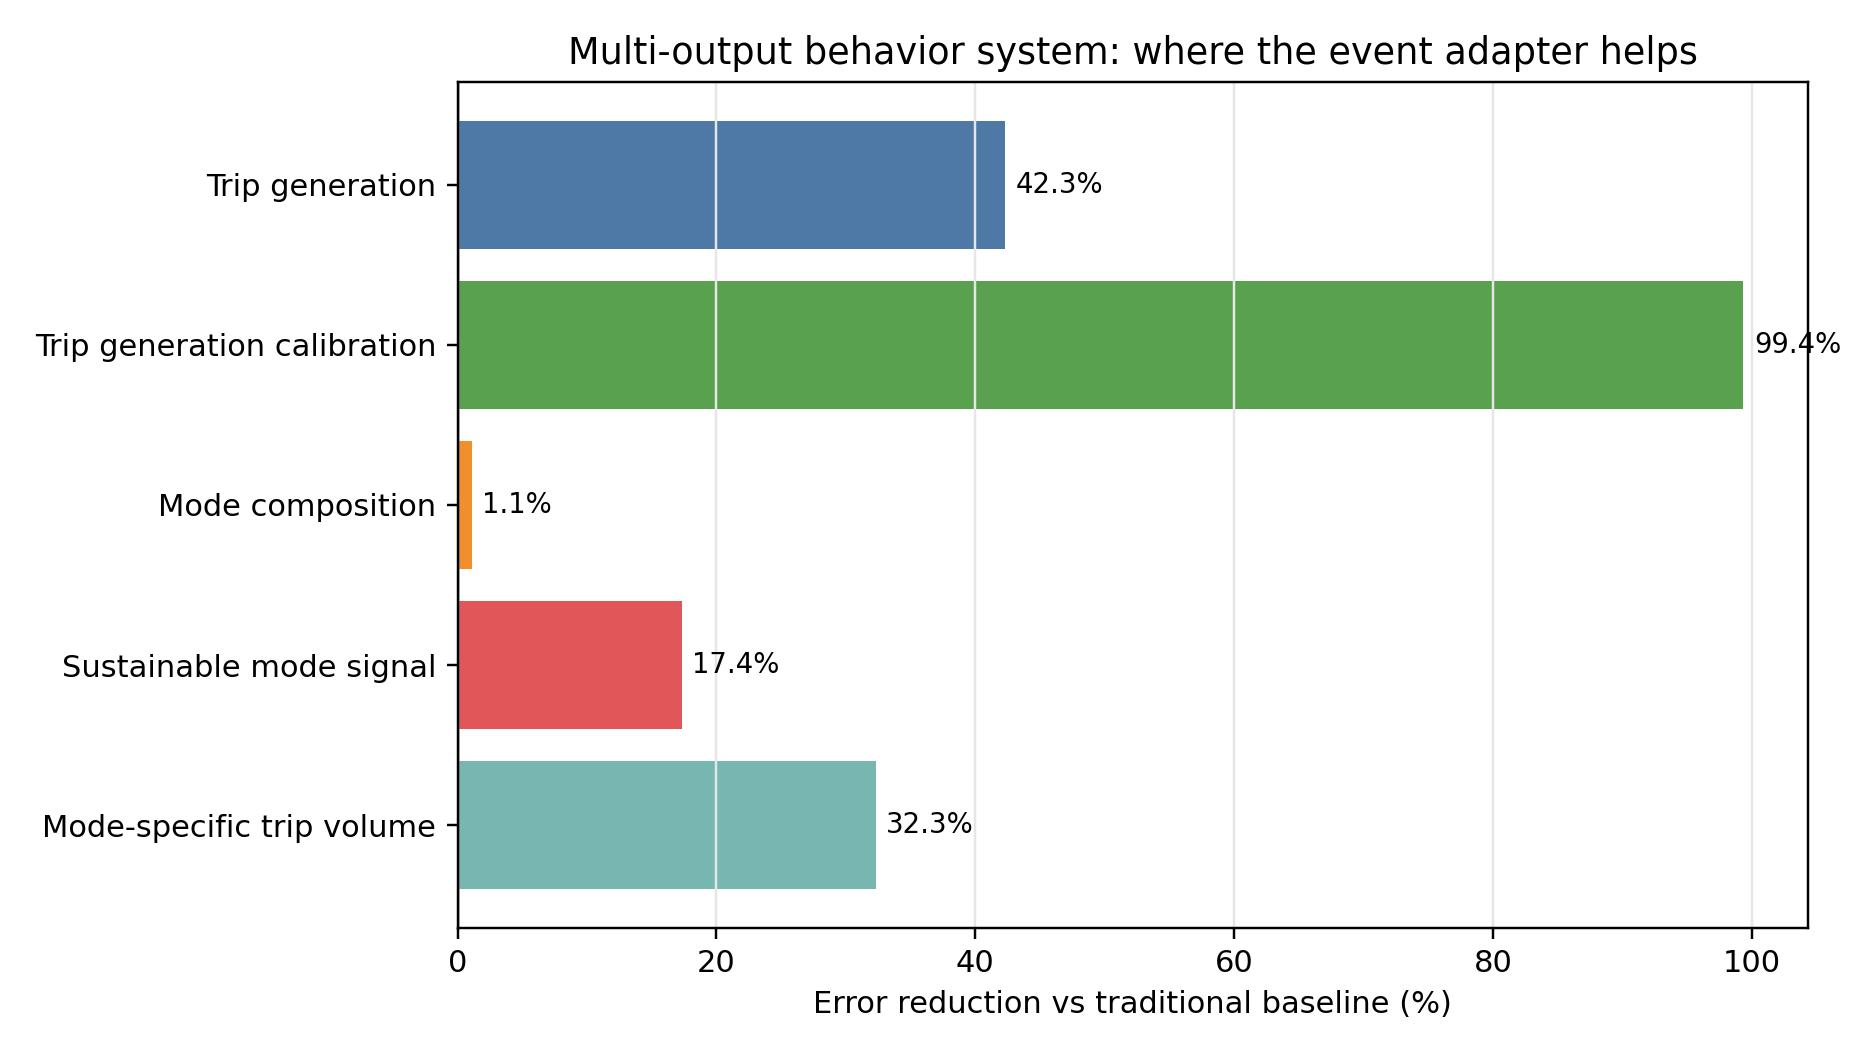 Multi-output behavior system: where the event adapter helps
Trip generation
42.3%
Trip generation calibration
99.4%
Mode composition
1.1%
Sustainable mode signal
17.4%
Mode-specific trip volume
32.3%
0 20 40 60 80 100
Error reduction vs traditional baseline (%)